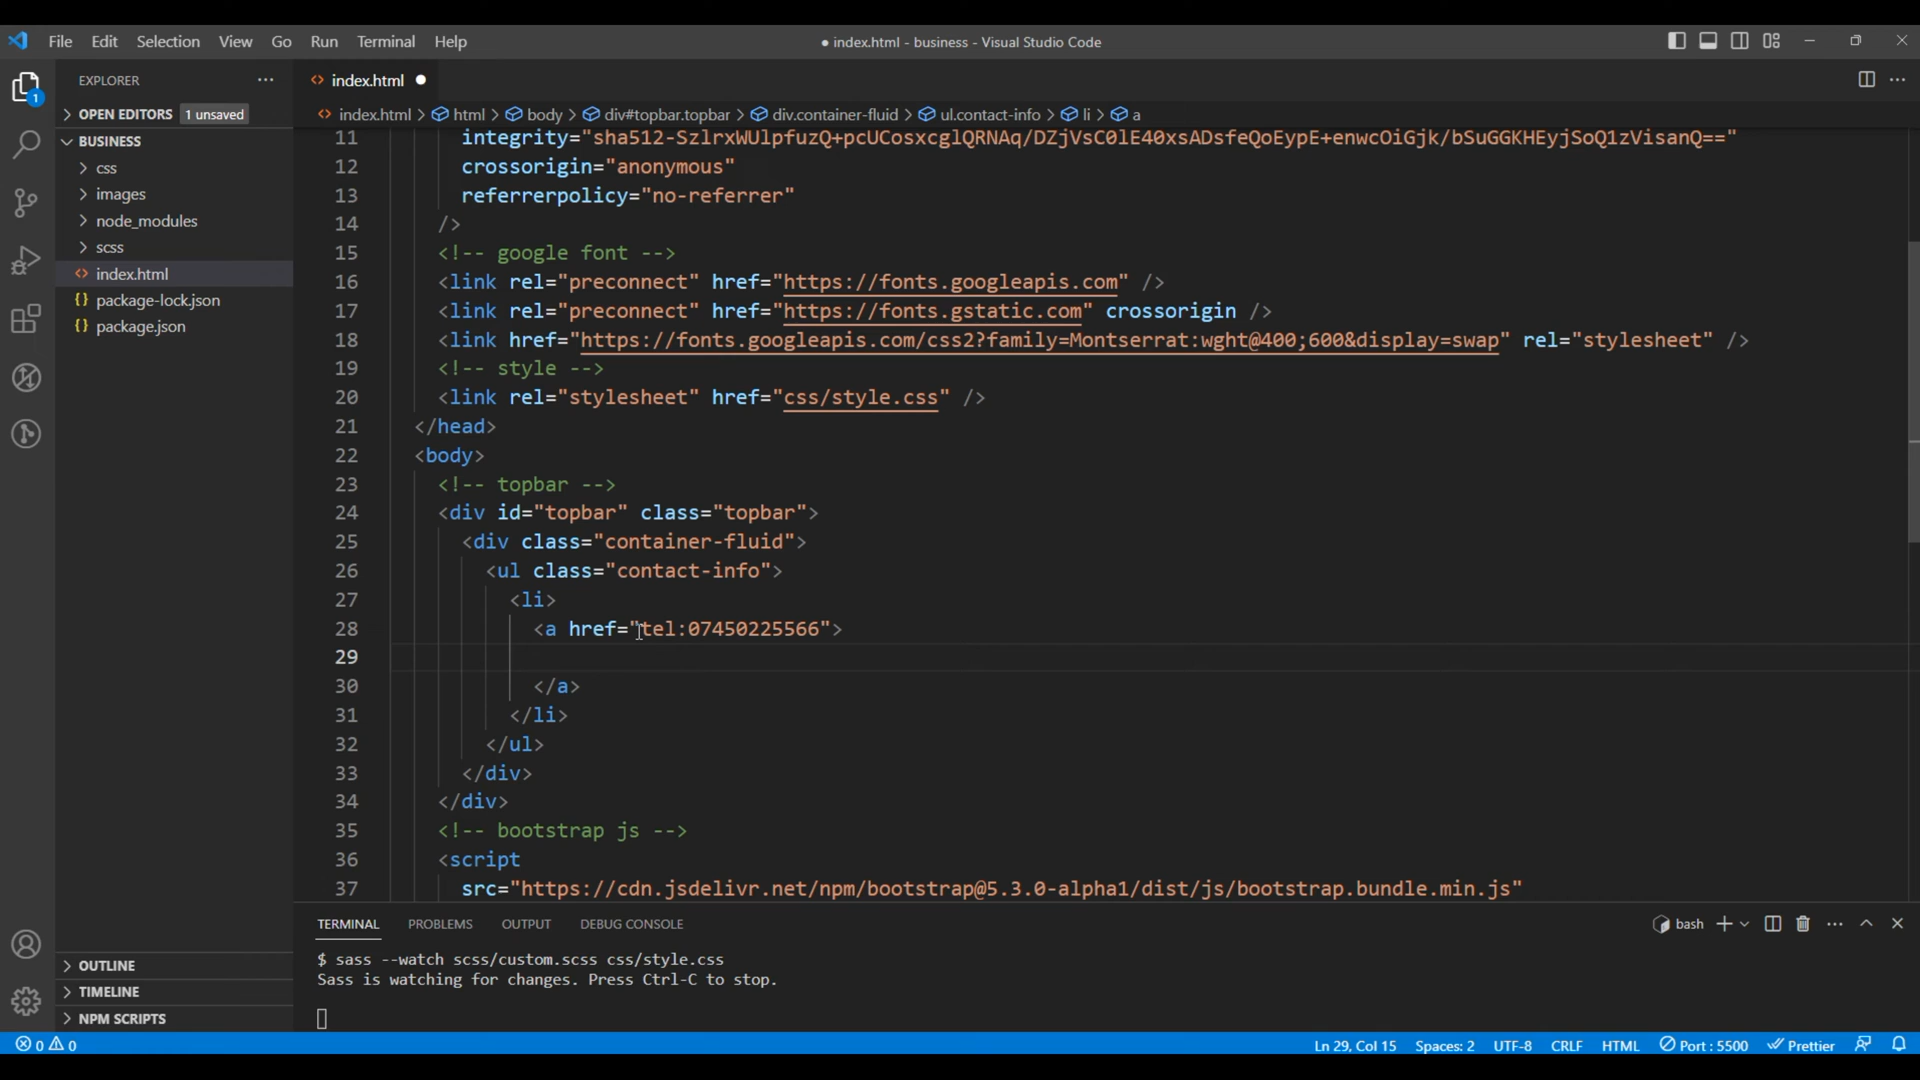 File Edit Selection View Go Run Terminal Help
● index.html - business - Visual Studio Code
EXPLORER
OPEN EDITORS 1 unsaved
BUSINESS
css
images
node_modules
scss
index.html
package-lock.json
package.json
OUTLINE
TIMELINE
NPM SCRIPTS
1
index.html ●
index.html > html > body > div#topbar.topbar > div.container-fluid > ul.contact-info > li > a
11 integrity="sha512-SzlrxWUlpfuzQ+pcUCosxcglQRNAq/DZjVsC0lE40xsADsfeQoEypE+enwcOiGjk/bSuGGKHEyjSoQ1zVisanQ=="
12 crossorigin="anonymous"
13 referrerpolicy="no-referrer"
14 />
15 <!-- google font -->
16 <link rel="preconnect" href="https://fonts.googleapis.com" />
17 <link rel="preconnect" href="https://fonts.gstatic.com" crossorigin />
18 <link href="https://fonts.googleapis.com/css2?family=Montserrat:wght@400;600&display=swap" rel="stylesheet" />
19 <!-- style -->
20 <link rel="stylesheet" href="css/style.css" />
21 </head>
22 <body>
23 <!-- topbar -->
24 <div id="topbar" class="topbar">
25 <div class="container-fluid">
26 <ul class="contact-info">
27 <li>
28 <a href="tel:07450225566">
29
30 </a>
31 </li>
32 </ul>
33 </div>
34 </div>
35 <!-- bootstrap js -->
36 <script
37 src="https://cdn.jsdelivr.net/npm/bootstrap@5.3.0-alpha1/dist/js/bootstrap.bundle.min.js"
TERMINAL PROBLEMS OUTPUT DEBUG CONSOLE
bash
$ sass --watch scss/custom.scss css/style.css
Sass is watching for changes. Press Ctrl-C to stop.
0 0
Ln 29, Col 15 Spaces: 2 UTF-8 CRLF HTML Port : 5500 Prettier